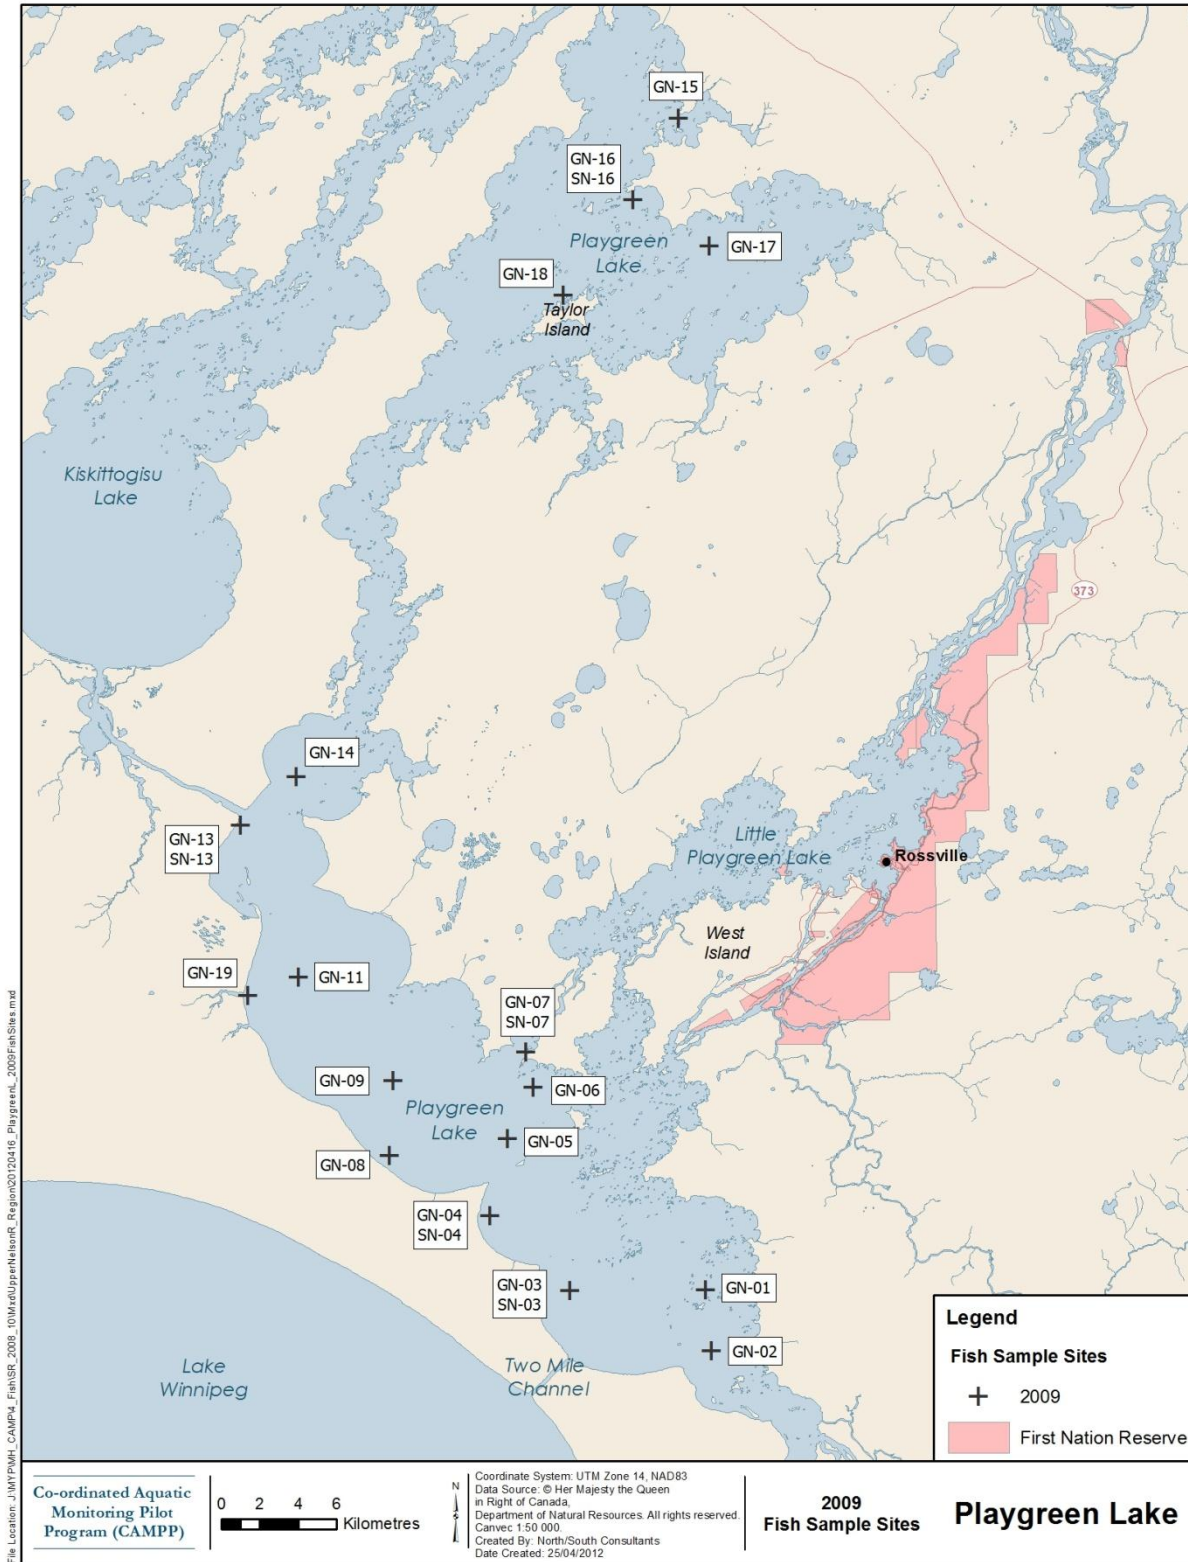 GN-15
GN-16
SN-16
Playgreen
Lake
GN-17
GN-18
Taylor
Island
Kiskittogisu
Lake
373
GN-14
GN-13
SN-13
Little
Playgreen Lake
Rossville
West
Island
GN-19
GN-11
GN-07
SN-07
GN-09
GN-06
Playgreen
Lake
GN-05
GN-08
GN-04
SN-04
GN-03
SN-03
GN-01
GN-02
Lake
Winnipeg
Two Mile
Channel
Legend
Fish Sample Sites
2009
First Nation Reserve
Co-ordinated Aquatic
Monitoring Pilot
Program (CAMPP)
0 2 4 6
Kilometres
N
Coordinate System: UTM Zone 14, NAD83
Data Source: © Her Majesty the Queen
in Right of Canada,
Department of Natural Resources. All rights reserved.
Canvec 1:50 000.
Created By: North/South Consultants
Date Created: 25/04/2012
2009
Fish Sample Sites
Playgreen Lake